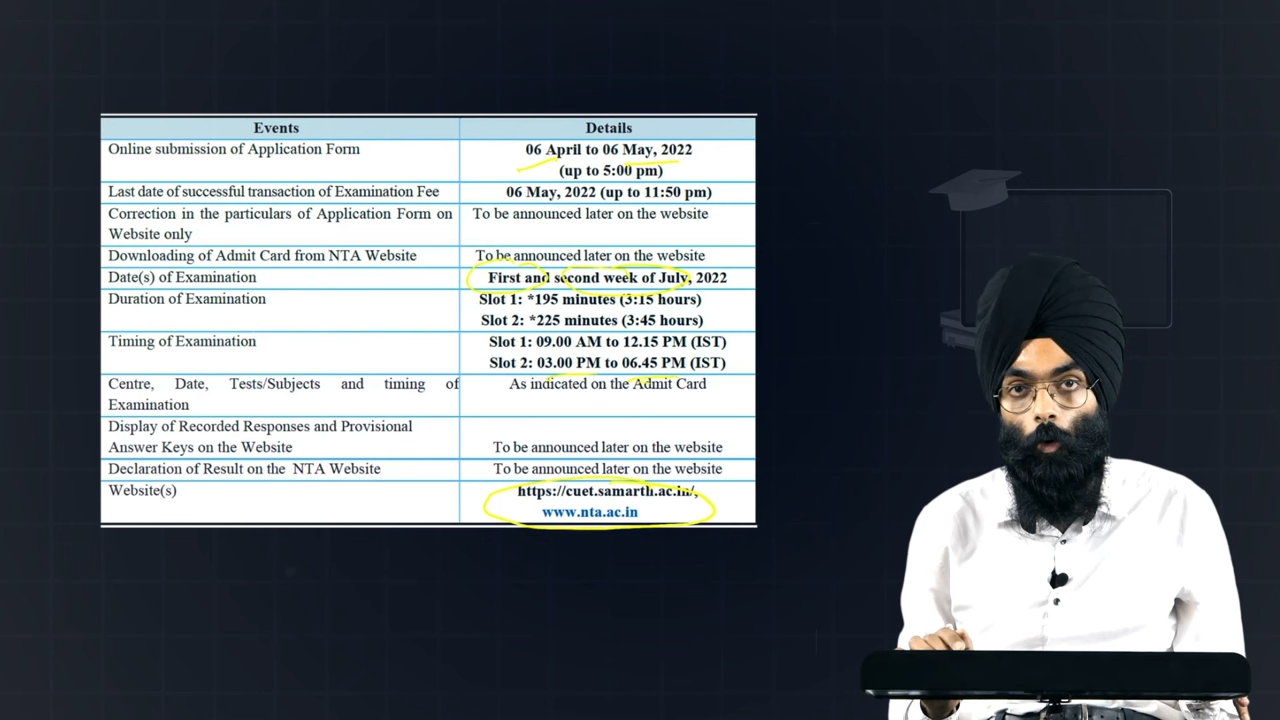 Events Details
Online submission of Application Form 06 April to 06 May, 2022
(up to 5:00 pm)
Last date of successful transaction of Examination Fee 06 May, 2022 (up to 11:50 pm)
Correction in the particulars of Application Form on To be announced later on the website
Website only
Downloading of Admit Card from NTA Website To be announced later on the website
Date(s) of Examination First and second week of July, 2022
Duration of Examination Slot 1: *195 minutes (3:15 hours)
Slot 2: *225 minutes (3:45 hours)
Timing of Examination Slot 1: 09.00 AM to 12.15 PM (IST)
Slot 2: 03.00 PM to 06.45 PM (IST)
Centre, Date, Tests/Subjects and timing of As indicated on the Admit Card
Examination
Display of Recorded Responses and Provisional
Answer Keys on the Website To be announced later on the website
Declaration of Result on the NTA Website To be announced later on the website
Website(s) https://cuet.samarth.ac.in/,
www.nta.ac.in